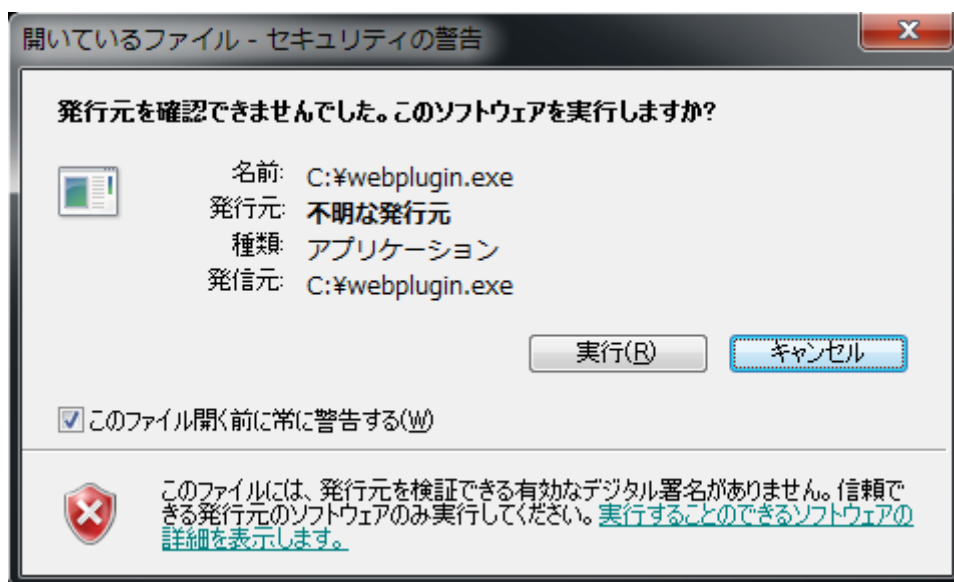 開いているファイル - セキュリティの警告
発行元を確認できませんでした。このソフトウェアを実行しますか?
名前: C:¥webplugin.exe
発行元: 不明な発行元
種類: アプリケーション
発信元: C:¥webplugin.exe
実行(R) キャンセル
このファイル開く前に常に警告する(W)
このファイルには、発行元を検証できる有効なデジタル署名がありません。信頼で
きる発行元のソフトウェアのみ実行してください。実行することのできるソフトウェアの
詳細を表示します。